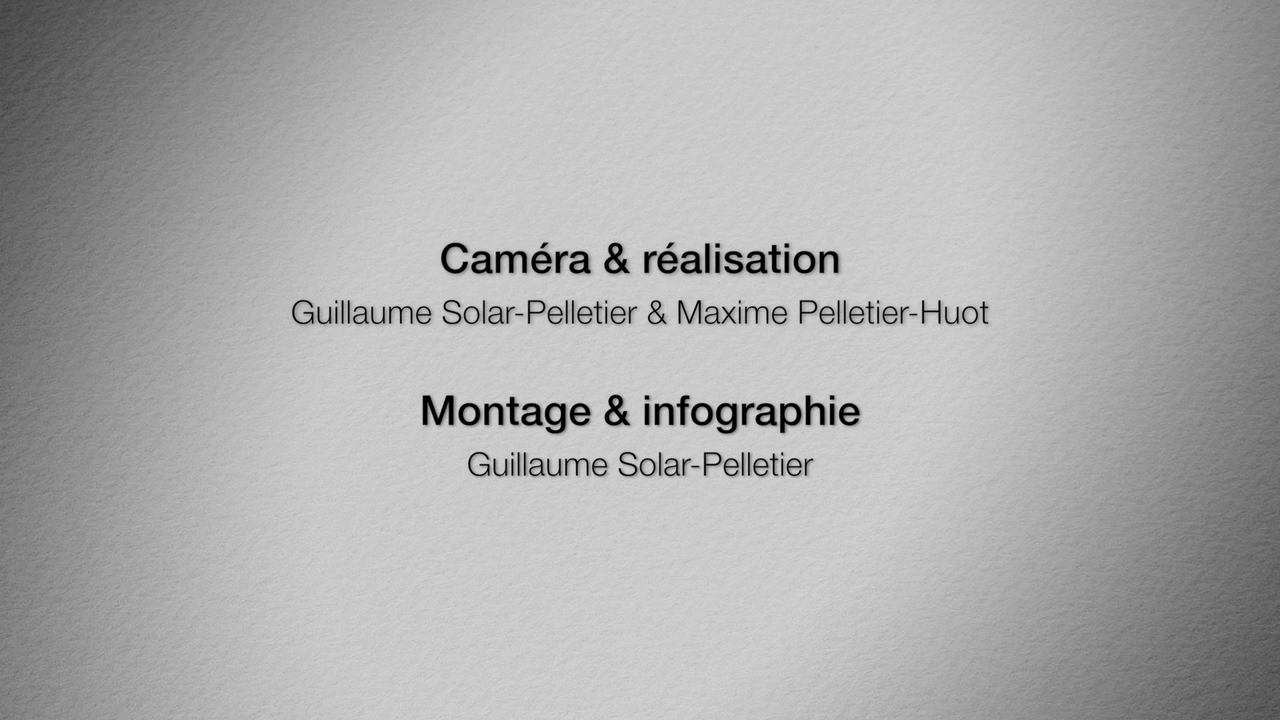 Caméra & réalisation
Guillaume Solar-Pelletier & Maxime Pelletier-Huot
Montage & infographie
Guillaume Solar-Pelletier